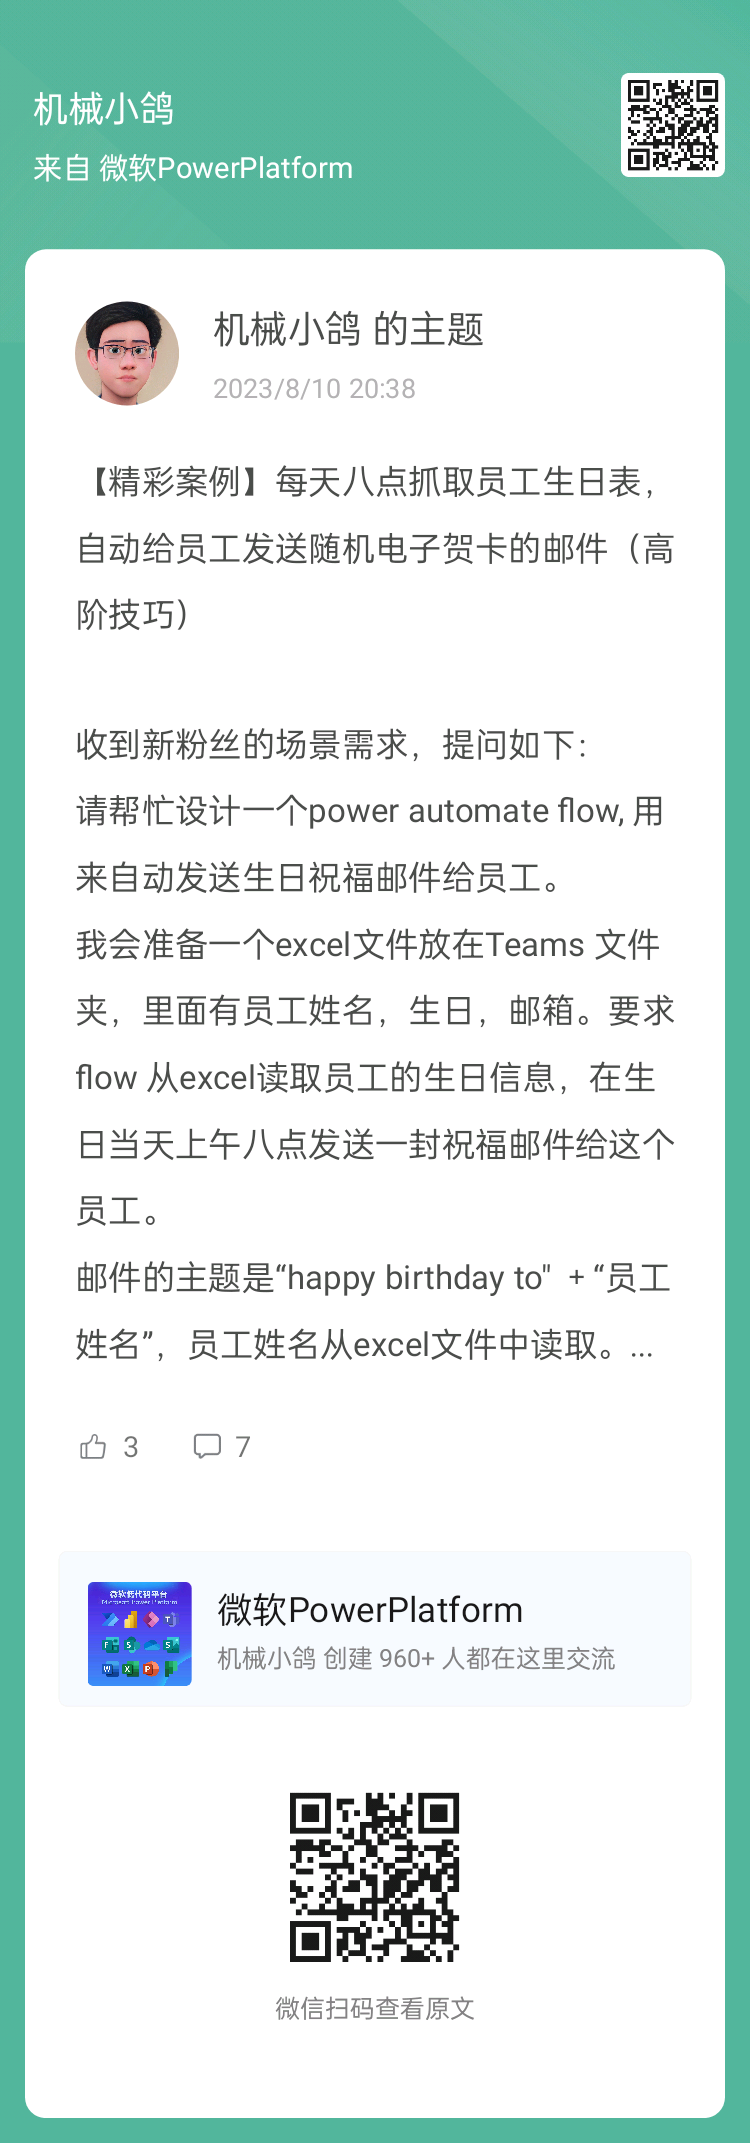 机械小鸽
来自 微软PowerPlatform
机械小鸽 的主题
2023/8/10 20:38
【精彩案例】每天八点抓取员工生日表，
自动给员工发送随机电子贺卡的邮件（高
阶技巧）
收到新粉丝的场景需求，提问如下：
请帮忙设计一个power automate flow, 用
来自动发送生日祝福邮件给员工。
我会准备一个excel文件放在Teams 文件
夹，里面有员工姓名，生日，邮箱。要求
flow 从excel读取员工的生日信息，在生
日当天上午八点发送一封祝福邮件给这个
员工。
邮件的主题是“happy birthday to"  + “员工
姓名”，员工姓名从excel文件中读取。...
3 7
微软低代码平台
Microsoft Power Platform
微软PowerPlatform
机械小鸽 创建 960+ 人都在这里交流
微信扫码查看原文